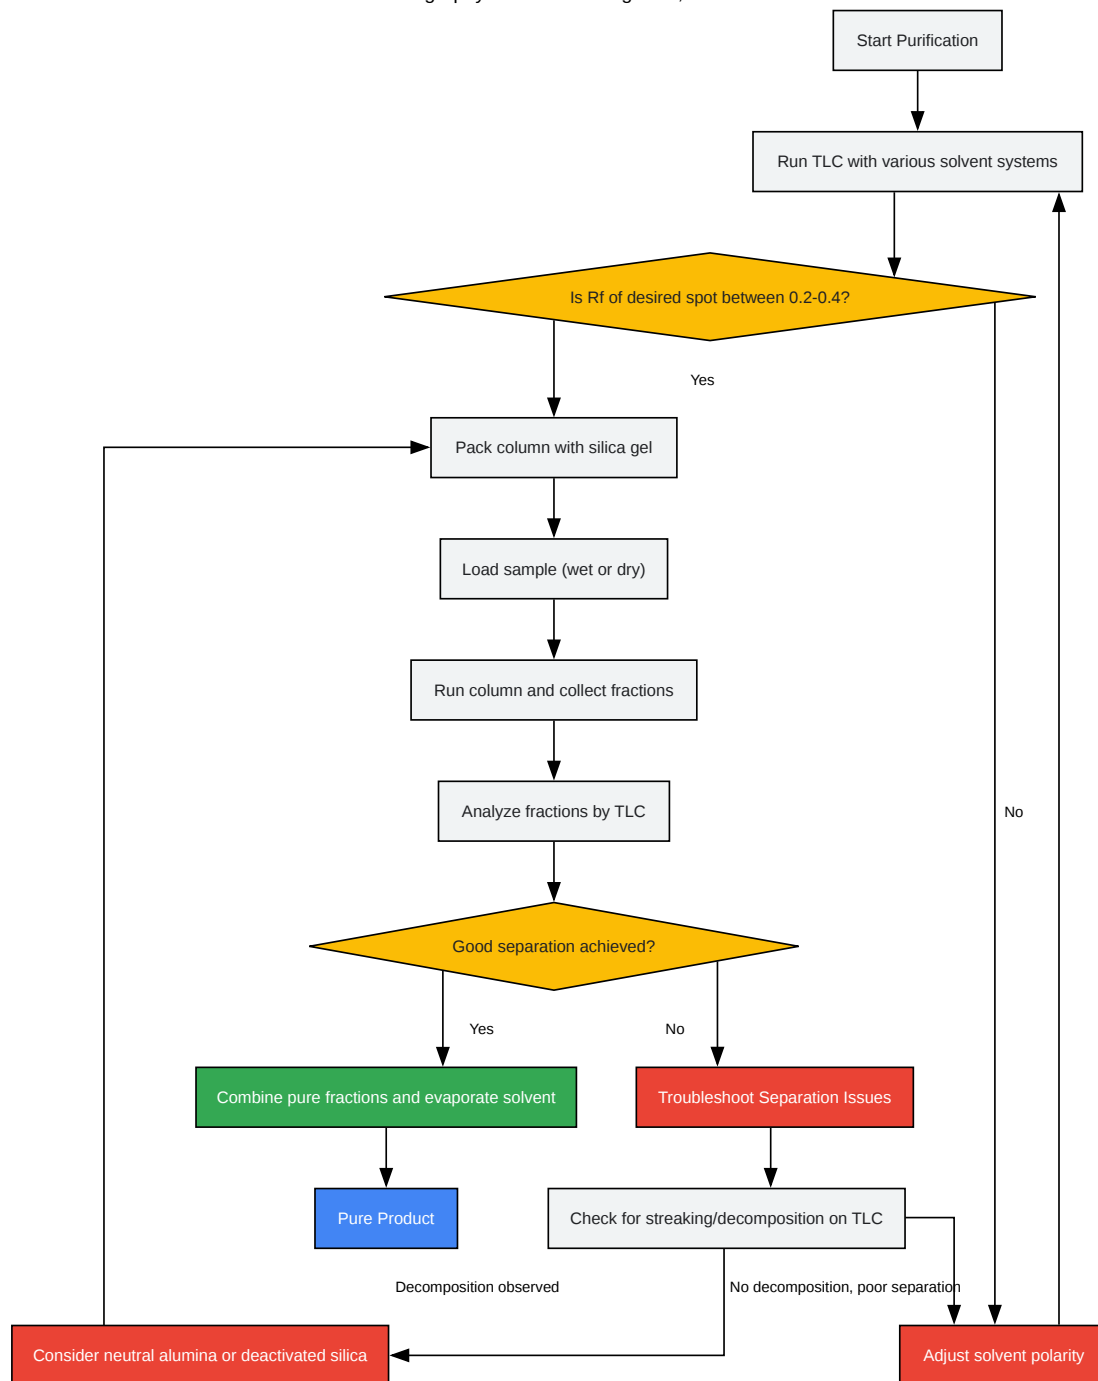 Start Purification
Run TLC with various solvent systems
Is Rf of desired spot between 0.2-0.4?
Yes
Pack column with silica gel
Load sample (wet or dry)
Run column and collect fractions
Analyze fractions by TLC
No
Good separation achieved?
Yes
No
Combine pure fractions and evaporate solvent
Troubleshoot Separation Issues
Pure Product
Check for streaking/decomposition on TLC
Decomposition observed
No decomposition, poor separation
Consider neutral alumina or deactivated silica
Adjust solvent polarity